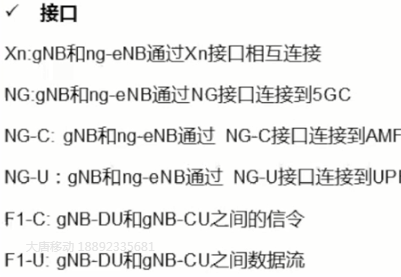 ✓ 接口
Xn:gNB和ng-eNB通过Xn接口相互连接
NG:gNB和ng-eNB通过NG接口连接到5GC
NG-C: gNB和ng-eNB通过 NG-C接口连接到AMF
NG-U：gNB和ng-eNB通过 NG-U接口连接到UPF
F1-C: gNB-DU和gNB-CU之间的信令
大唐移动 18892335681
F1-U: gNB-DU和gNB-CU之间数据流